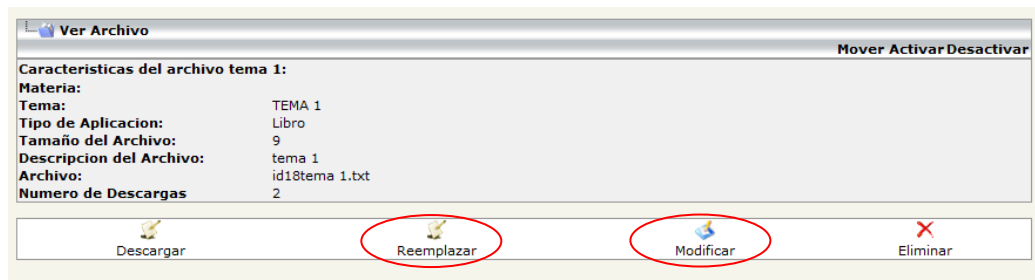 Ver Archivo
Mover Activar Desactivar
Caracteristicas del archivo tema 1:
Materia:
Tema: TEMA 1
Tipo de Aplicacion: Libro
Tamaño del Archivo: 9
Descripcion del Archivo: tema 1
Archivo: id18tema 1.txt
Numero de Descargas 2
Descargar Reemplazar Modificar Eliminar